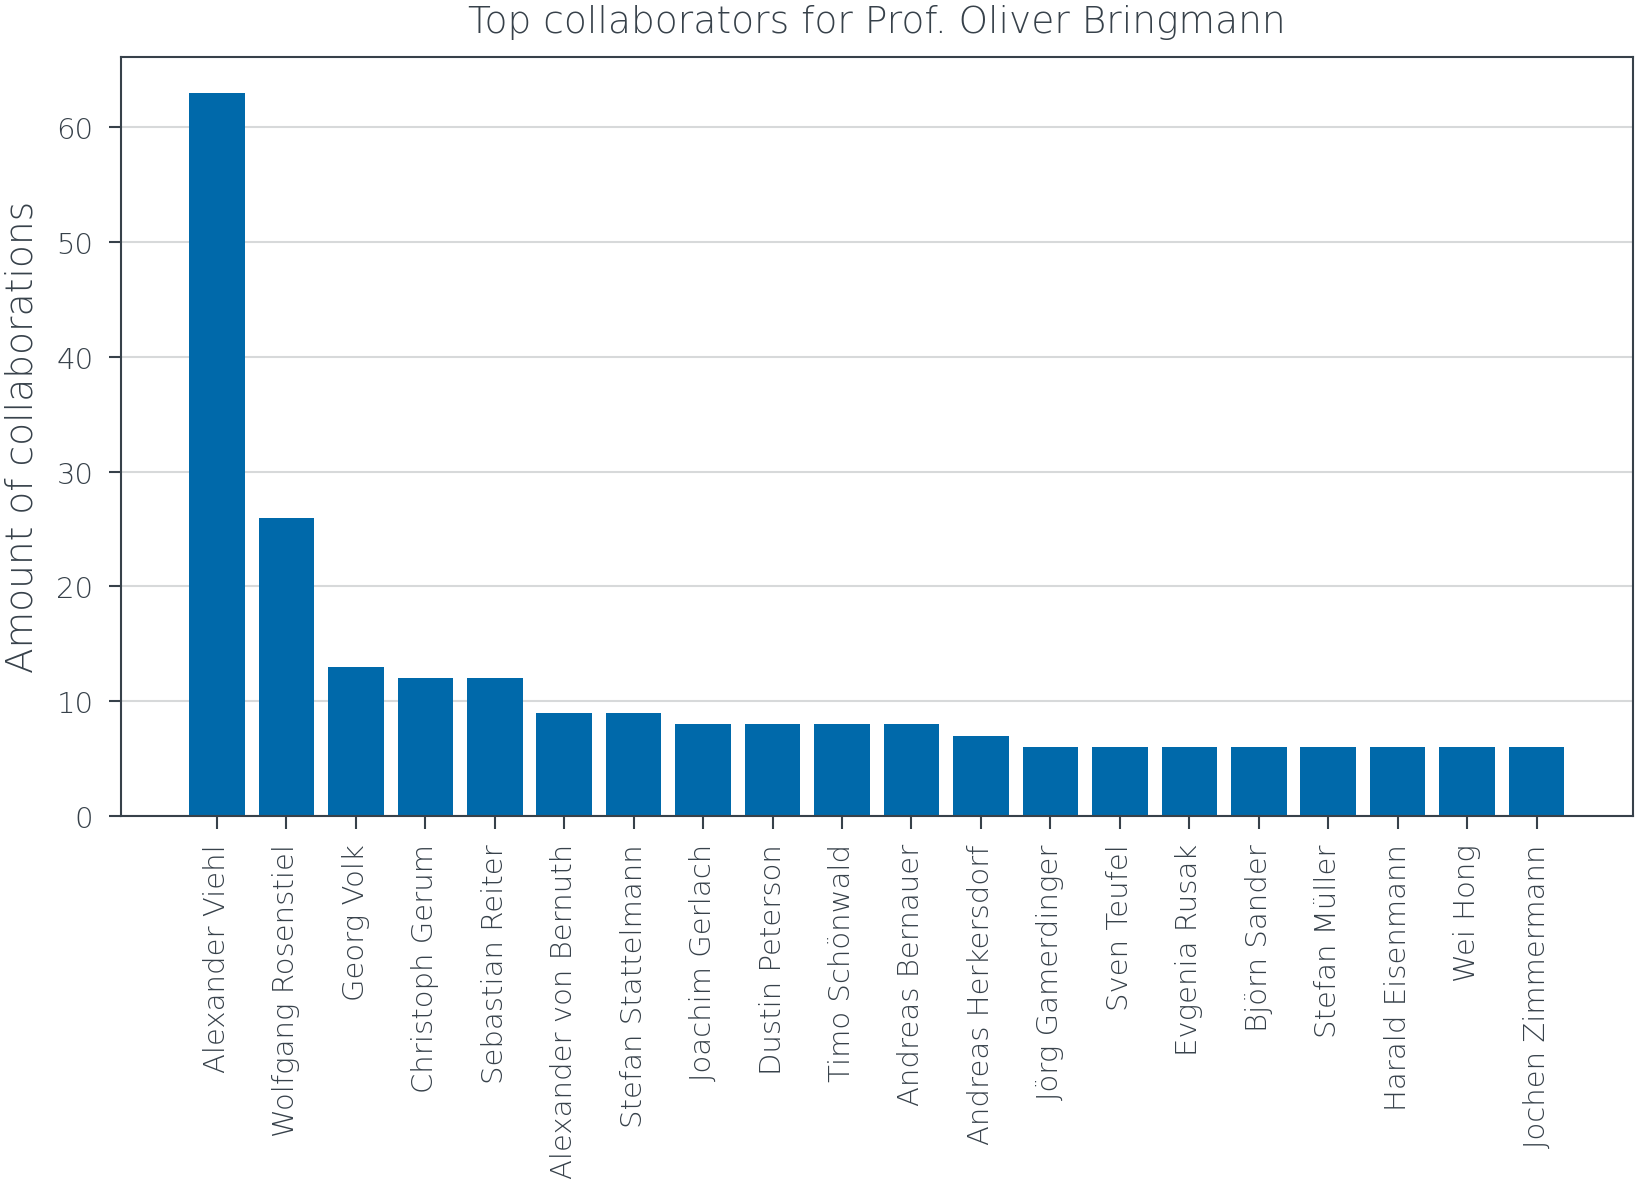 Top collaborators for Prof. Oliver Bringmann
Amount of collaborations
60
50
40
30
20
10
0
Alexander Viehl
Wolfgang Rosenstiel
Georg Volk
Christoph Gerum
Sebastian Reiter
Alexander von Bernuth
Stefan Stattelmann
Joachim Gerlach
Dustin Peterson
Timo Schönwald
Andreas Bernauer
Andreas Herkersdorf
Jörg Gamerdinger
Sven Teufel
Evgenia Rusak
Björn Sander
Stefan Müller
Harald Eisenmann
Wei Hong
Jochen Zimmermann